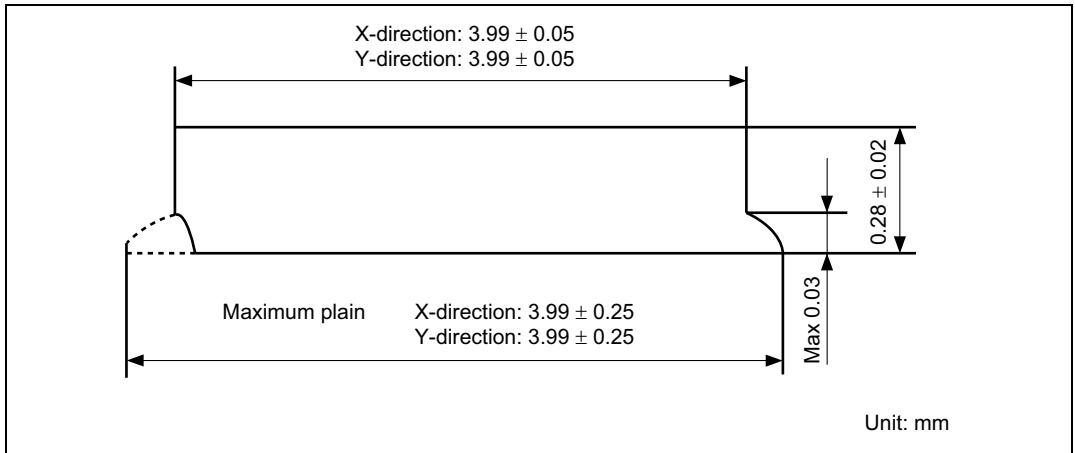 X-direction: 3.99 ± 0.05
Y-direction: 3.99 ± 0.05
0.28 ± 0.02
Max 0.03
Maximum plain X-direction: 3.99 ± 0.25
Y-direction: 3.99 ± 0.25
Unit: mm